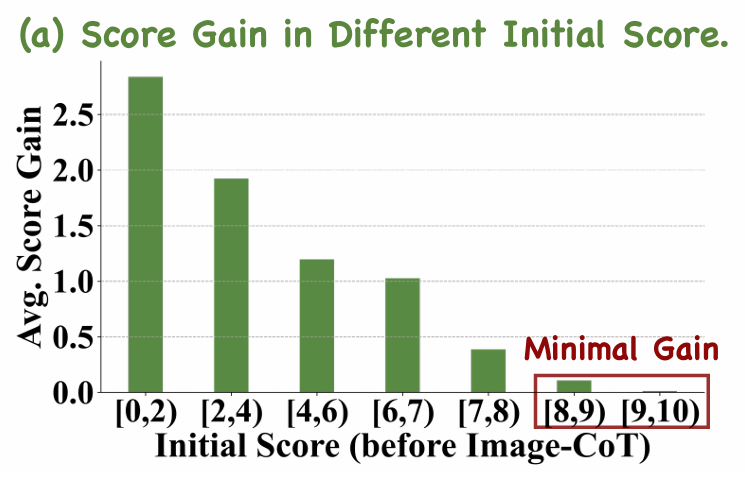 (a) Score Gain in Different Initial Score.
Avg. Score Gain
2.5
2.0
1.5
1.0
0.5
0.0
Minimal Gain
[0,2) [2,4) [4,6) [6,7) [7,8) [8,9) [9,10)
Initial Score (before Image-CoT)